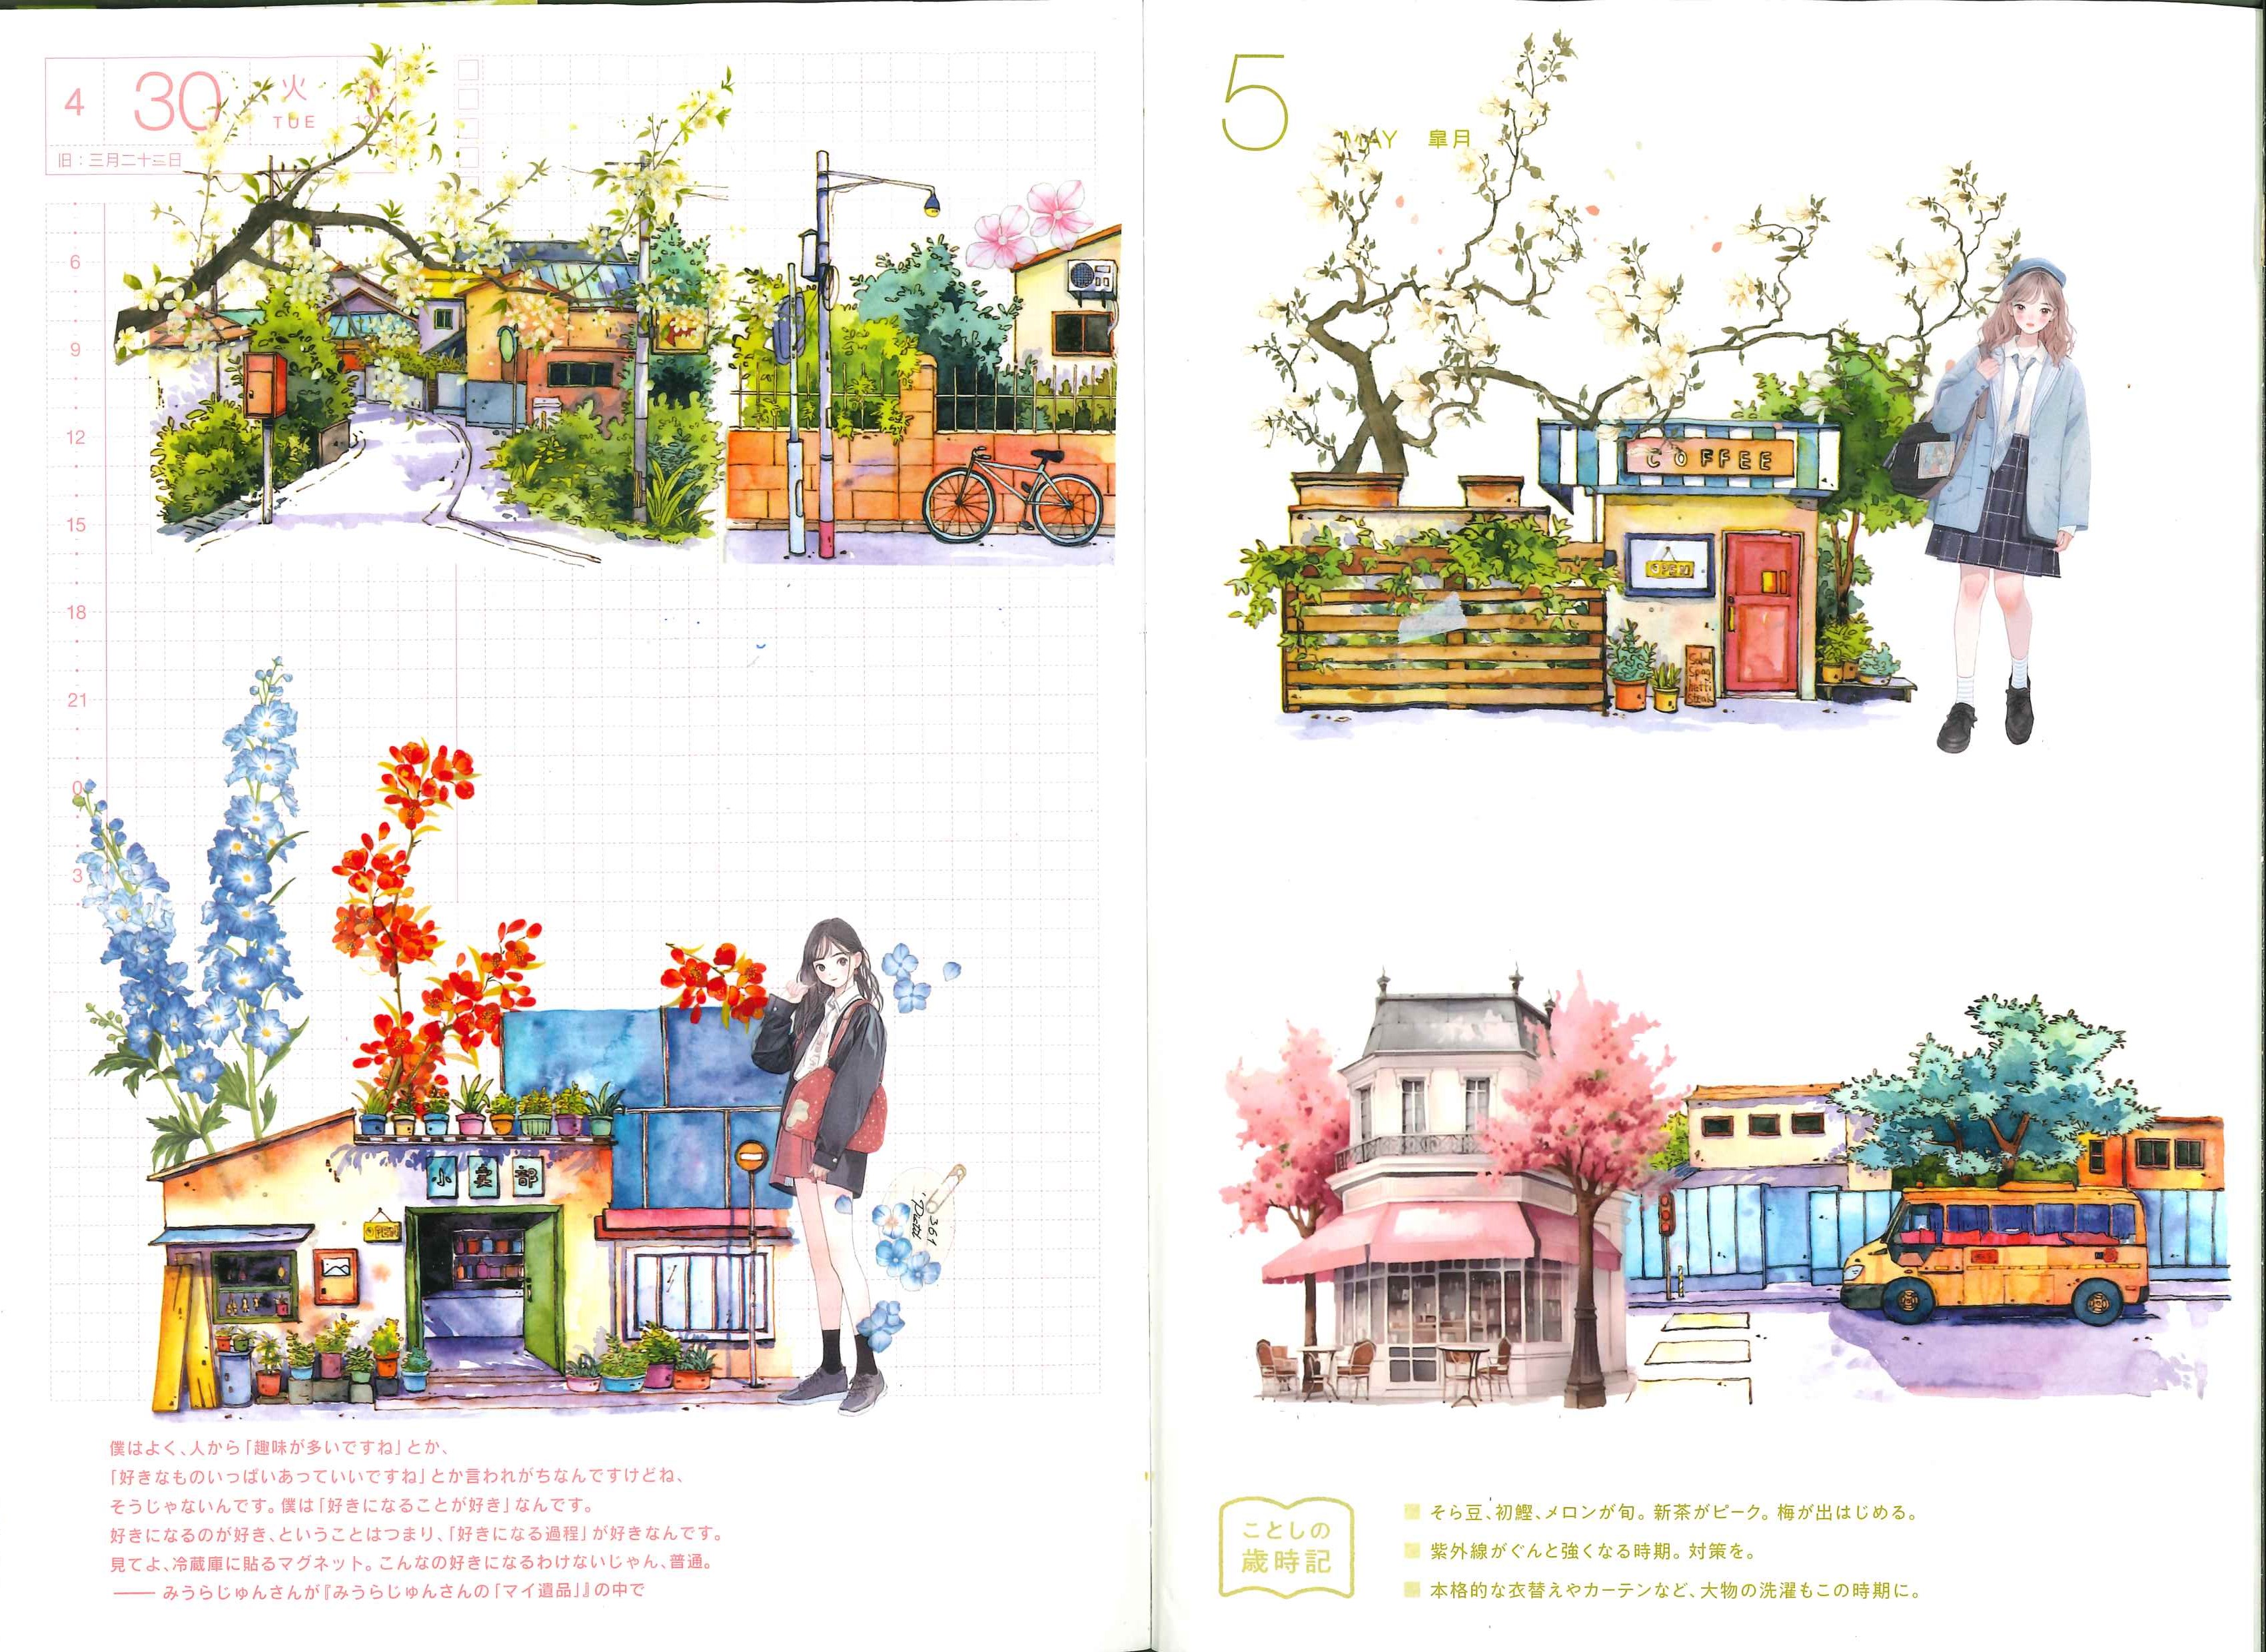 4
30
火
TUE
旧：三月二十二日
6
9
12
15
18
21
0
3
OPEN
小麦部
361
Petit
僕はよく、人から「趣味が多いですね」とか、
「好きなものいっぱいあっていいですね」とか言われがちなんですけどね、
そうじゃないんです。僕は「好きになることが好き」なんです。
好きになるのが好き、ということはつまり、「好きになる過程」が好きなんです。
見てよ、冷蔵庫に貼るマグネット。こんなの好きになるわけないじゃん、普通。
―― みうらじゅんさんが『みうらじゅんさんの「マイ遺品」』の中で
5
MAY 皐月
COFFEE
OPEN
Salad
Spag
hetti
Steak
ことしの
歳時記
そら豆、初鰹、メロンが旬。新茶がピーク。梅が出はじめる。
紫外線がぐんと強くなる時期。対策を。
本格的な衣替えやカーテンなど、大物の洗濯もこの時期に。